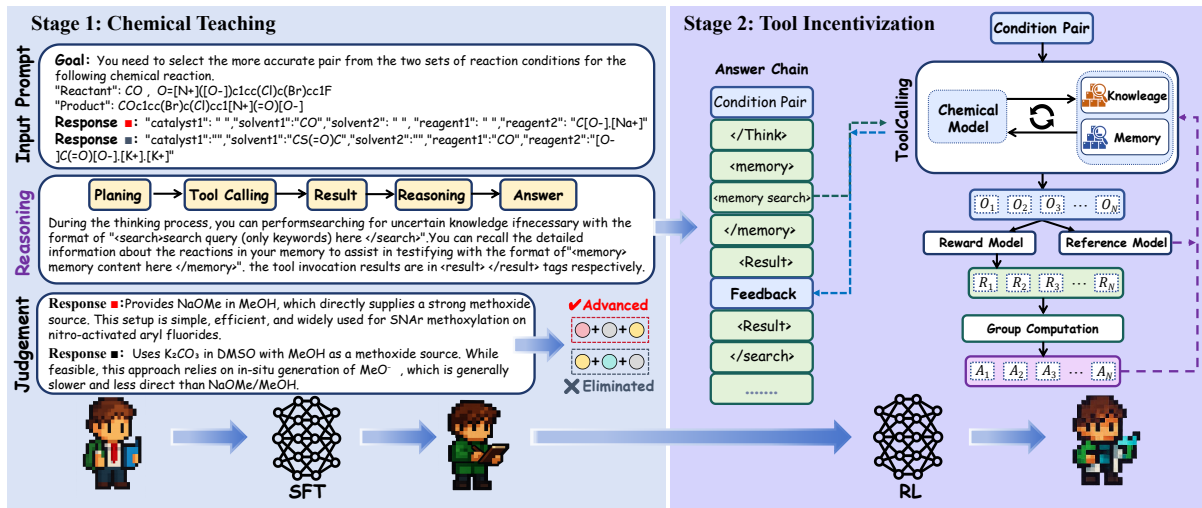 Stage 1: Chemical Teaching
Input Prompt
Goal: You need to select the more accurate pair from the two sets of reaction conditions for the
following chemical reaction.
"Reactant": CO , O=[N+]([O-])c1cc(Cl)c(Br)cc1F
"Product": COc1cc(Br)c(Cl)cc1[N+](=O)[O-]
Response : "catalyst1": " ","solvent1":"CO","solvent2": " ", "reagent1": " ","reagent2": "C[O-].[Na+]"
Response : "catalyst1":"","solvent1":"CS(=O)C","solvent2":"","reagent1":"CO","reagent2":"[O-
]C(=O)[O-].[K+].[K+]"
Reasoning
Planing
Tool Calling
Result
Reasoning
Answer
During the thinking process, you can performsearching for uncertain knowledge ifnecessary with the
format of "<search>search query (only keywords) here </search>".You can recall the detailed
information about the reactions in your memory to assist in testifying with the format of"<memory>
memory content here </memory>". the tool invocation results are in <result> </result> tags respectively.
Judgement
Response :Provides NaOMe in MeOH, which directly supplies a strong methoxide
source. This setup is simple, efficient, and widely used for SNAr methoxylation on
nitro-activated aryl fluorides.
Response : Uses K₂CO₃ in DMSO with MeOH as a methoxide source. While
feasible, this approach relies on in-situ generation of MeO⁻ , which is generally
slower and less direct than NaOMe/MeOH.
✔Advanced
+ +
+ +
✖Eliminated
SFT
Stage 2: Tool Incentivization
Answer Chain
Condition Pair
</Think>
<memory>
<memory search>
</memory>
<Result>
Feedback
<Result>
</search>
.......
Condition Pair
ToolCalling
Chemical
Model
Knowleage
Memory
O₁ O₂ O₃ ⋯ O_N
Reward Model
Reference Model
R₁ R₂ R₃ ⋯ R_N
Group Computation
A₁ A₂ A₃ ⋯ A_N
RL